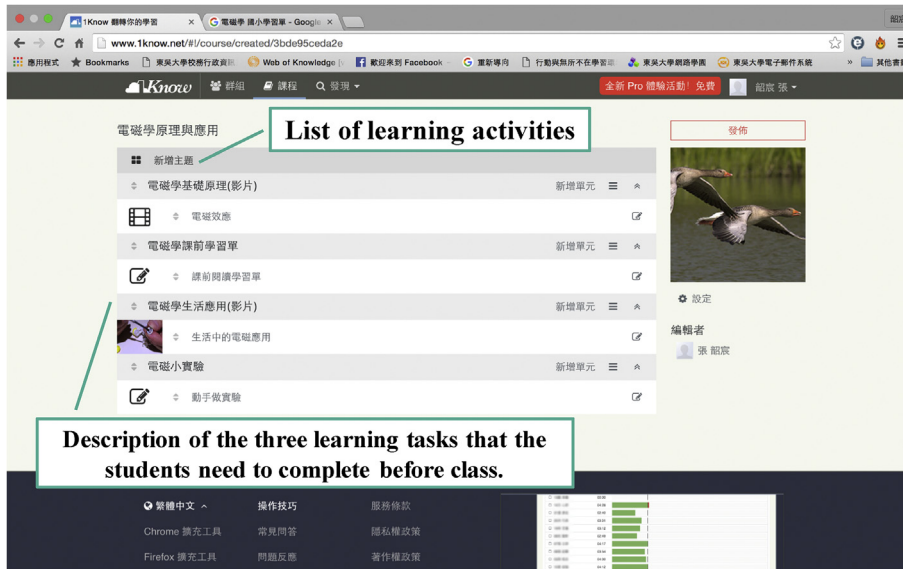 1Know 翻轉你的學習
電磁學 國小學習單 - Google
www.1know.net/#!/course/created/3bde95ceda2e
應用程式 Bookmarks 東吳大學校務行政資訊 Web of Knowledge 歡迎來到 Facebook 重新導向 行動與無所不在學習 東吳大學網路學園 東吳大學電子郵件系統 » 其他書
1Know 群組 課程 發現 全新 Pro 體驗活動! 免費 韶宸 張
電磁學原理與應用
List of learning activities
發佈
新增主題
電磁學基礎原理(影片) 新增單元
電磁效應
電磁學課前學習單 新增單元
課前閱讀學習單
電磁學生活應用(影片) 新增單元
生活中的電磁應用
設定
編輯者
張 韶宸
電磁小實驗 新增單元
動手做實驗
Description of the three learning tasks that the
students need to complete before class.
繁體中文 操作技巧 服務條款
Chrome 擴充工具 常見問答 隱私權政策
Firefox 擴充工具 問題反應 著作權政策